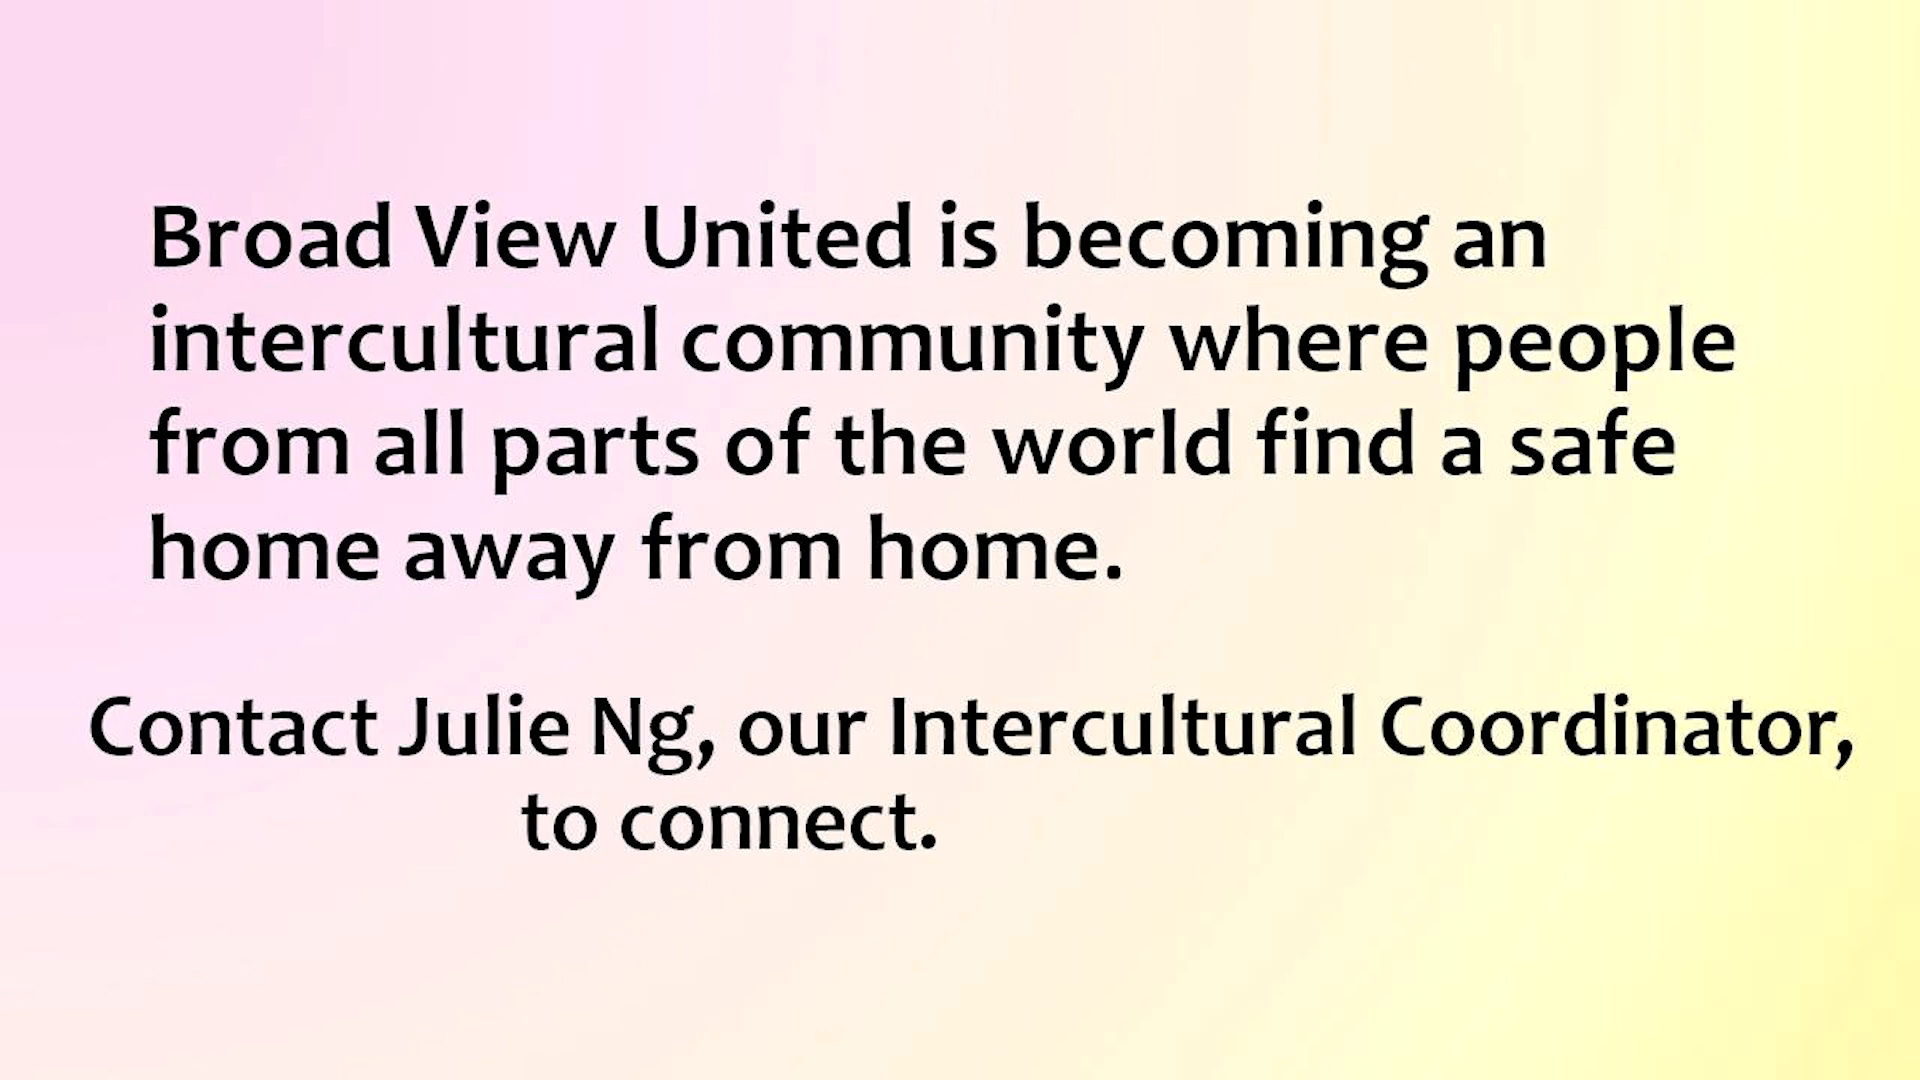 Broad View United is becoming an
intercultural community where people
from all parts of the world find a safe
home away from home.
Contact Julie Ng, our Intercultural Coordinator,
to connect.